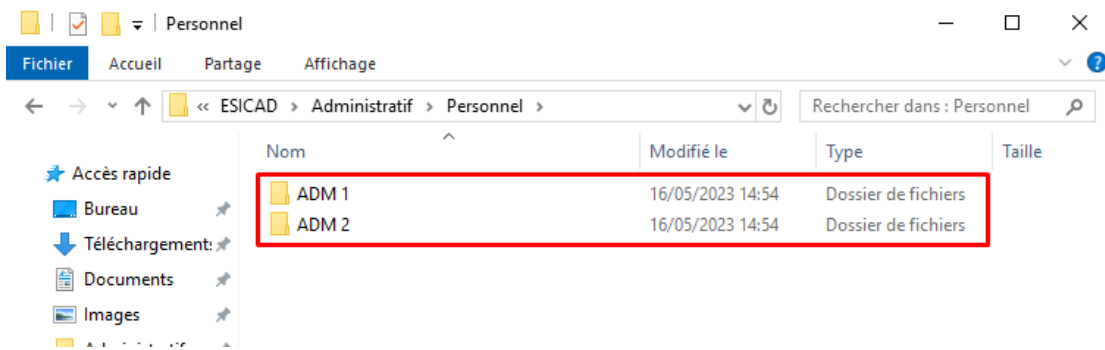 Personnel
Fichier Accueil Partage Affichage
« ESICAD > Administratif > Personnel > Rechercher dans : Personnel
Nom Modifié le Type Taille
Accès rapide
ADM 1 16/05/2023 14:54 Dossier de fichiers
Bureau
ADM 2 16/05/2023 14:54 Dossier de fichiers
Téléchargement:
Documents
Images